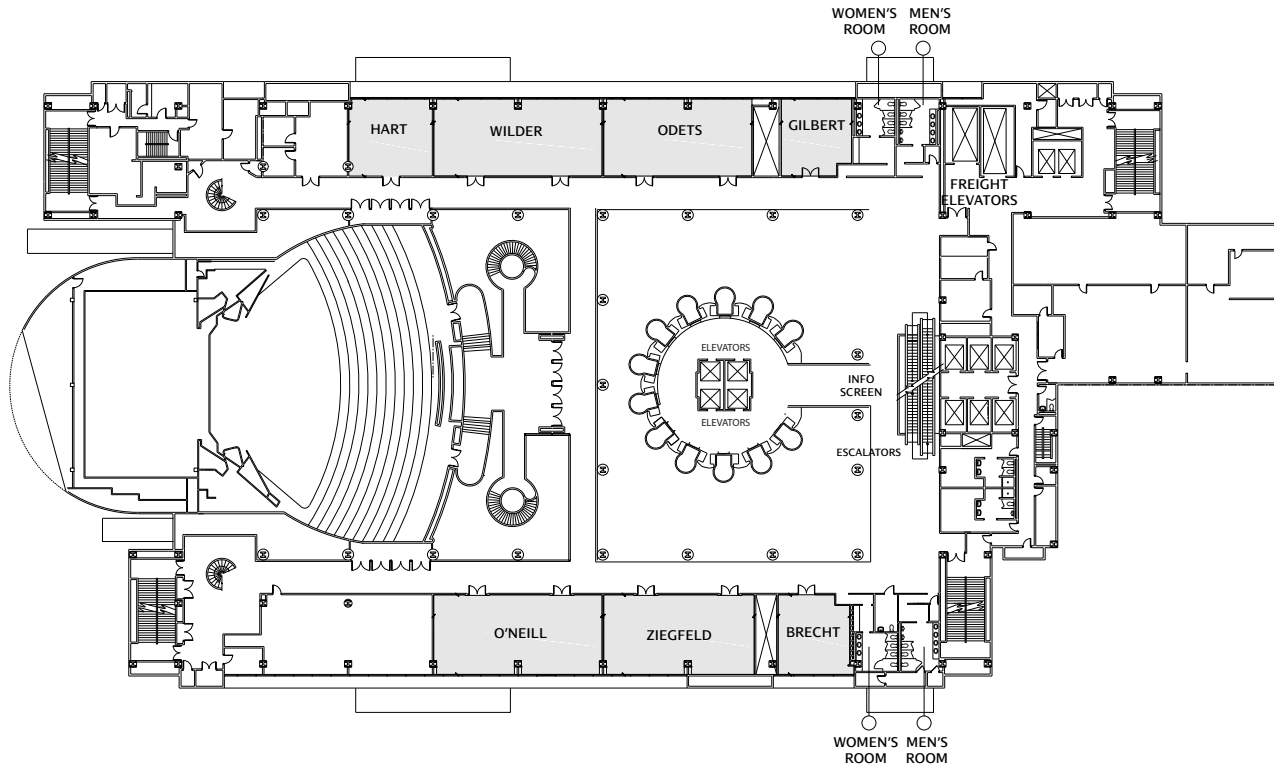 WOMEN'S
ROOM
MEN'S
ROOM
HART
WILDER
ODETS
GILBERT
FREIGHT
ELEVATORS
ELEVATORS
INFO
SCREEN
ELEVATORS
ESCALATORS
O'NEILL
ZIEGFELD
BRECHT
WOMEN'S
ROOM
MEN'S
ROOM